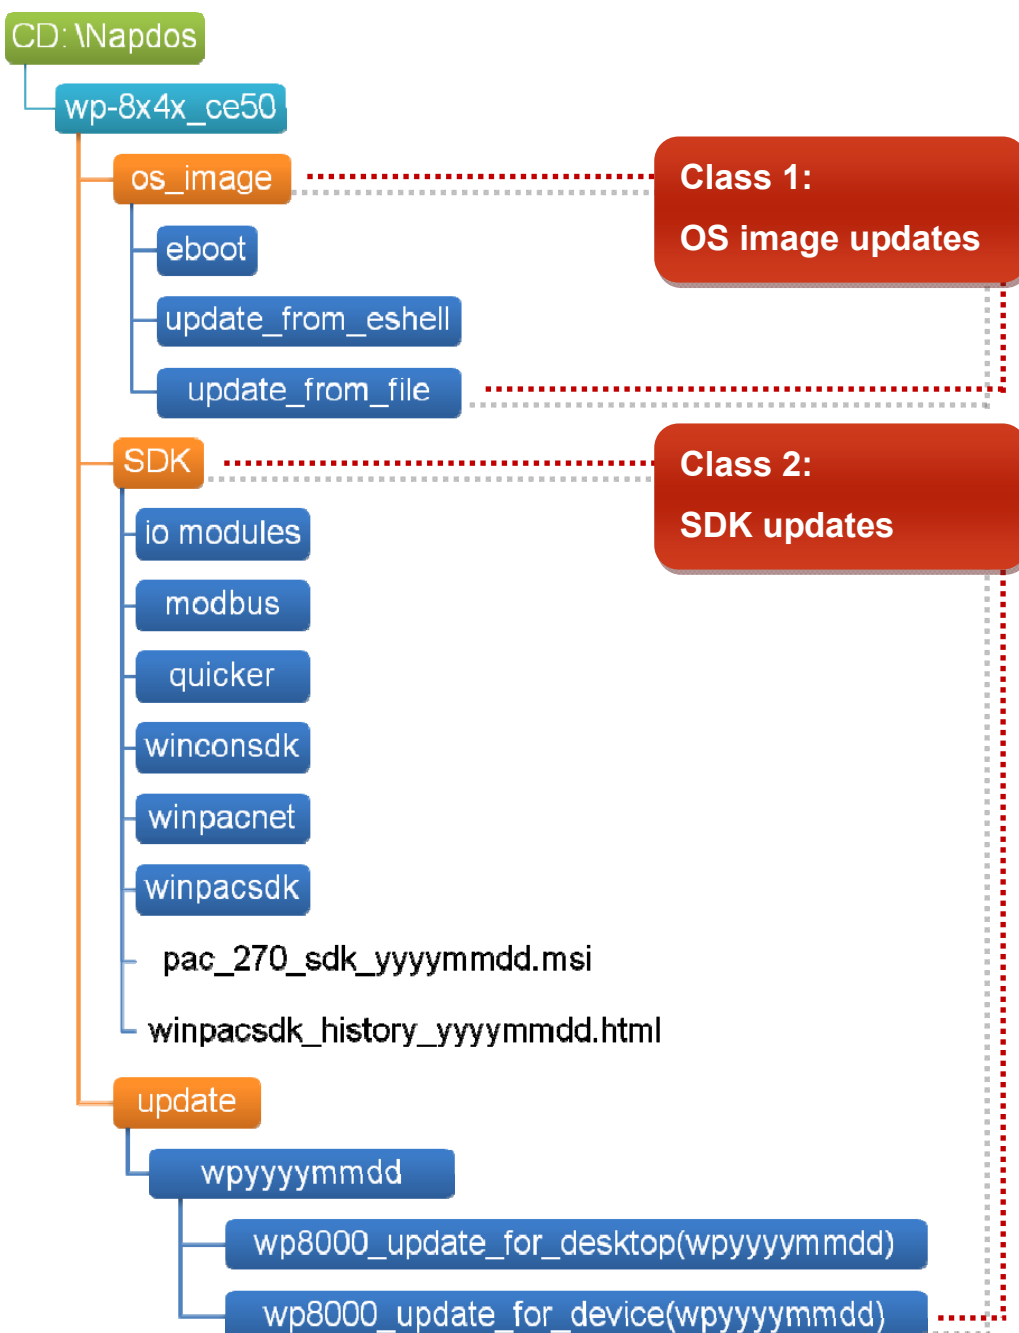 CD:\Napdos
wp-8x4x_ce50
os_image
Class 1:
OS image updates
eboot
update_from_eshell
update_from_file
SDK
Class 2:
SDK updates
io modules
modbus
quicker
winconsdk
winpacnet
winpacsdk
pac_270_sdk_yyyymmdd.msi
winpacsdk_history_yyyymmdd.html
update
wpyyyymmdd
wp8000_update_for_desktop(wpyyyymmdd)
wp8000_update_for_device(wpyyyymmdd)